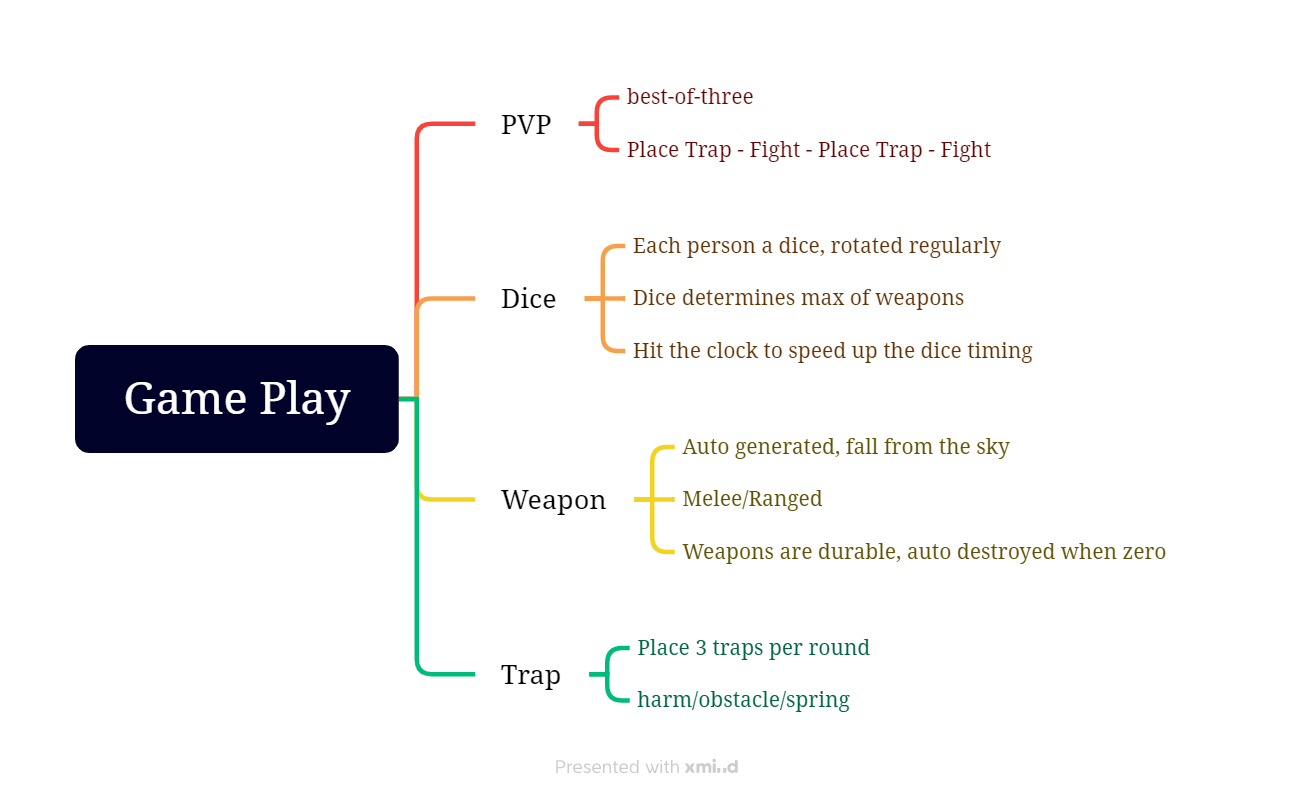 Game Play
PVP
best-of-three
Place Trap - Fight - Place Trap - Fight
Dice
Each person a dice, rotated regularly
Dice determines max of weapons
Hit the clock to speed up the dice timing
Weapon
Auto generated, fall from the sky
Melee/Ranged
Weapons are durable, auto destroyed when zero
Trap
Place 3 traps per round
harm/obstacle/spring
Presented with xmind